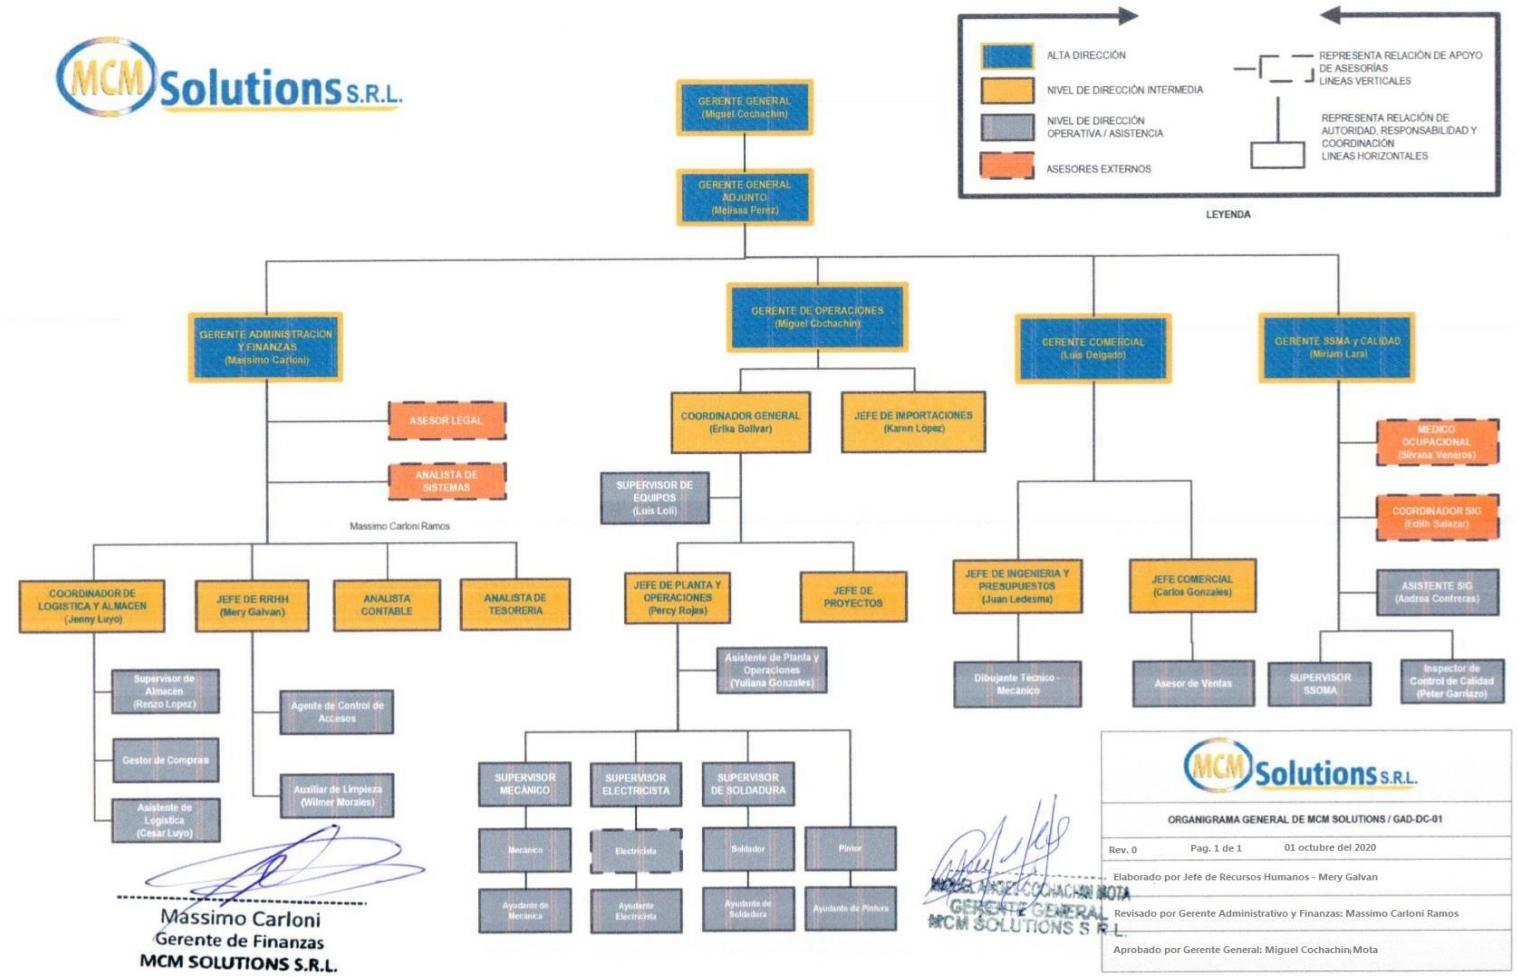 MCM Solutions S.R.L.
ALTA DIRECCIÓN
NIVEL DE DIRECCIÓN INTERMEDIA
NIVEL DE DIRECCIÓN
OPERATIVA / ASISTENCIA
ASESORES EXTERNOS
REPRESENTA RELACIÓN DE APOYO
DE ASESORÍAS
LINEAS VERTICALES
REPRESENTA RELACIÓN DE
AUTORIDAD, RESPONSABILIDAD Y
COORDINACIÓN
LINEAS HORIZONTALES
LEYENDA
GERENTE GENERAL
(Miguel Cochachin)
GERENTE GENERAL
ADJUNTO
(Melissa Perez)
GERENTE ADMINISTRACION
Y FINANZAS
(Massimo Carloni)
GERENTE DE OPERACIONES
(Miguel Cochachin)
GERENTE COMERCIAL
(Luis Delgado)
GERENTE SSMA y CALIDAD
(Miriam Lara)
ASESOR LEGAL
ANALISTA DE
SISTEMAS
Massimo Carloni Ramos
COORDINADOR GENERAL
(Erika Bolivar)
JEFE DE IMPORTACIONES
(Karen López)
SUPERVISOR DE
EQUIPOS
(Luis Loli)
MEDICO
OCUPACIONAL
(Silvana Veneros)
COORDINADOR SIG
(Edith Salazar)
ASISTENTE SIG
(Andrea Contreras)
COORDINADOR DE
LOGISTICA Y ALMACEN
(Jenny Luyo)
JEFE DE RRHH
(Mery Galvan)
ANALISTA
CONTABLE
ANALISTA DE
TESORERIA
JEFE DE PLANTA Y
OPERACIONES
(Percy Rojas)
JEFE DE
PROYECTOS
JEFE DE INGENIERIA Y
PRESUPUESTOS
(Juan Ledesma)
JEFE COMERCIAL
(Carlos Gonzales)
Supervisor de
Almacén
(Renzo Lopez)
Gestor de Compras
Asistente de
Logística
(Cesar Luyo)
Agente de Control de
Accesos
Auxiliar de Limpieza
(Wilmer Morales)
Asistente de Planta y
Operaciones
(Yuliana Gonzales)
Dibujante Técnico -
Mecánico
Asesor de Ventas
SUPERVISOR
SSOMA
Inspector de
Control de Calidad
(Peter Garriazo)
SUPERVISOR
MECÁNICO
SUPERVISOR
ELECTRICISTA
SUPERVISOR
DE SOLDADURA
Mecánico
Electricista
Soldador
Pintor
Ayudante de
Mecánica
Ayudante
Electricista
Ayudante de
Soldadura
Ayudante de Pintura
Massimo Carloni
Gerente de Finanzas
MCM SOLUTIONS S.R.L.
MIGUEL ANGEL COCHACHIN MOTA
GERENTE GENERAL
MCM SOLUTIONS S R.L.
MCM Solutions S.R.L.
ORGANIGRAMA GENERAL DE MCM SOLUTIONS / GAD-DC-01
Rev. 0 Pag. 1 de 1 01 octubre del 2020
Elaborado por Jefe de Recursos Humanos - Mery Galvan
Revisado por Gerente Administrativo y Finanzas: Massimo Carloni Ramos
Aprobado por Gerente General: Miguel Cochachin Mota